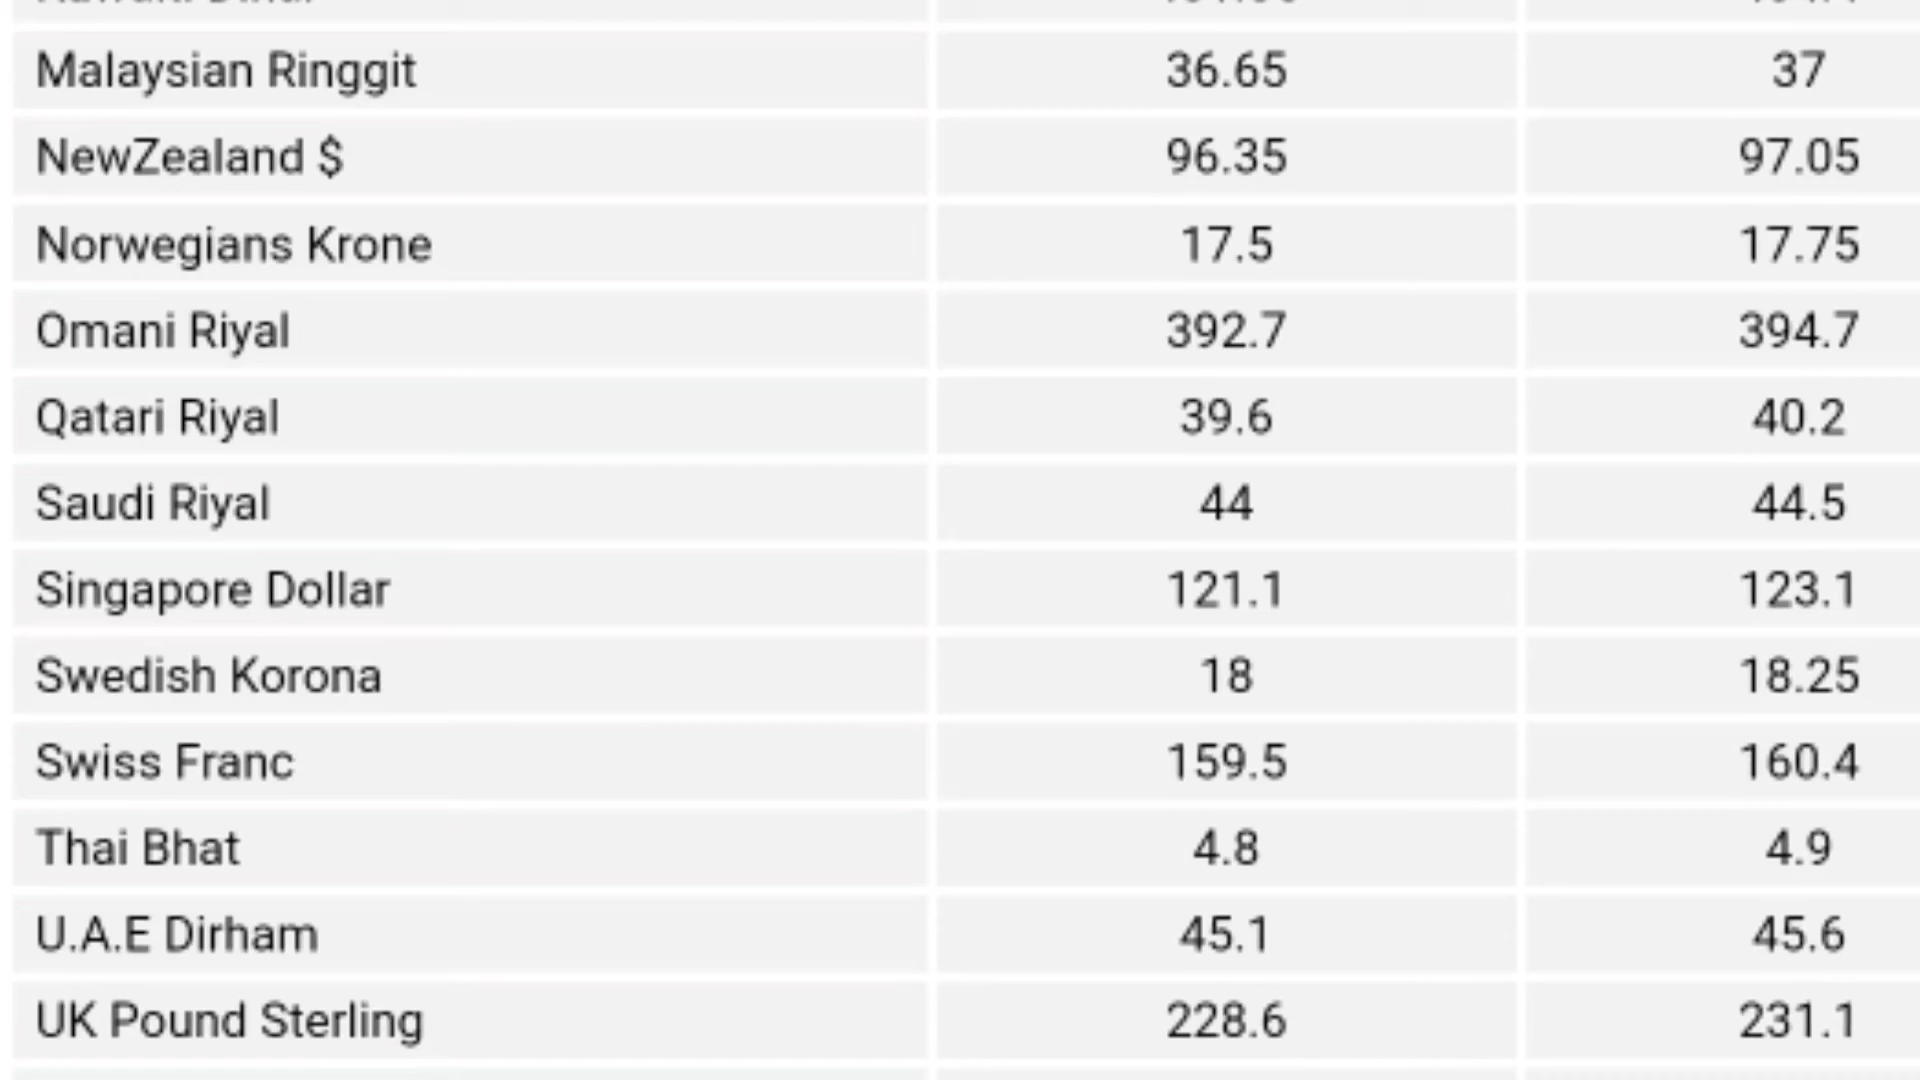 Malaysian Ringgit 36.65 37
NewZealand $ 96.35 97.05
Norwegians Krone 17.5 17.75
Omani Riyal 392.7 394.7
Qatari Riyal 39.6 40.2
Saudi Riyal 44 44.5
Singapore Dollar 121.1 123.1
Swedish Korona 18 18.25
Swiss Franc 159.5 160.4
Thai Bhat 4.8 4.9
U.A.E Dirham 45.1 45.6
UK Pound Sterling 228.6 231.1